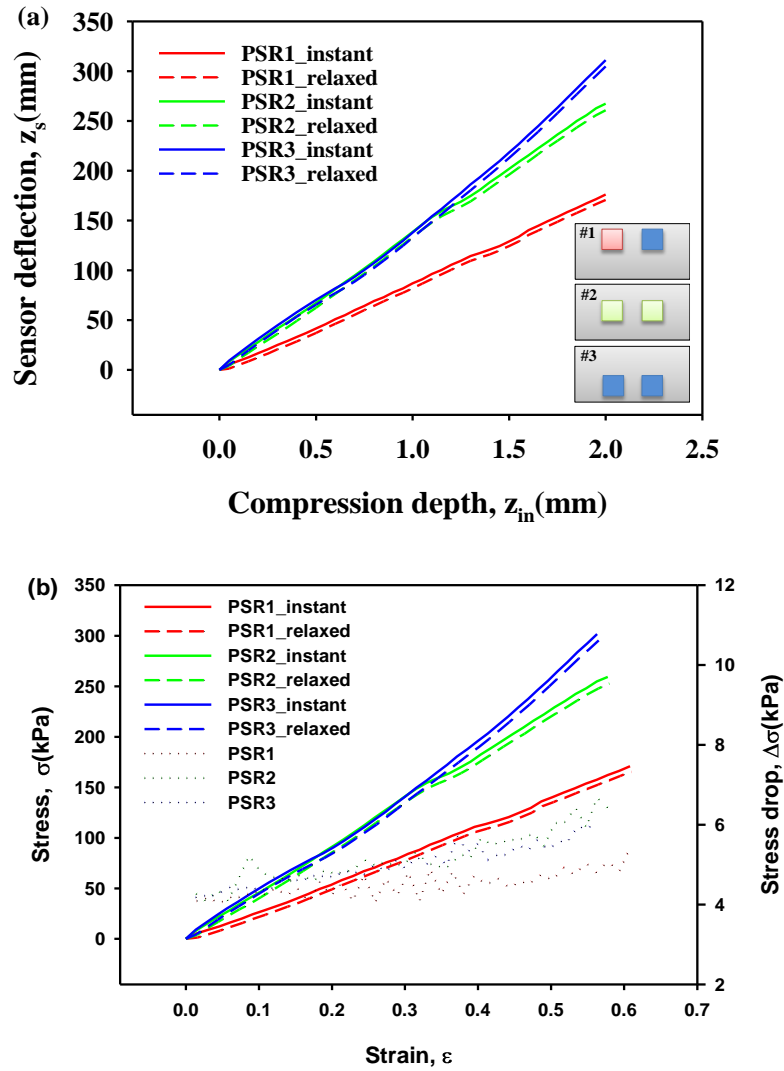 (a)
350
300
250
200
150
100
50
0
Sensor deflection, zs(mm)
PSR1_instant
PSR1_relaxed
PSR2_instant
PSR2_relaxed
PSR3_instant
PSR3_relaxed
#1
#2
#3
0.0 0.5 1.0 1.5 2.0 2.5
Compression depth, zin(mm)
(b)
350
300
250
200
150
100
50
0
Stress, σ(kPa)
PSR1_instant
PSR1_relaxed
PSR2_instant
PSR2_relaxed
PSR3_instant
PSR3_relaxed
PSR1
PSR2
PSR3
12
10
8
6
4
2
Stress drop, Δσ(kPa)
0.0 0.1 0.2 0.3 0.4 0.5 0.6 0.7
Strain, ε